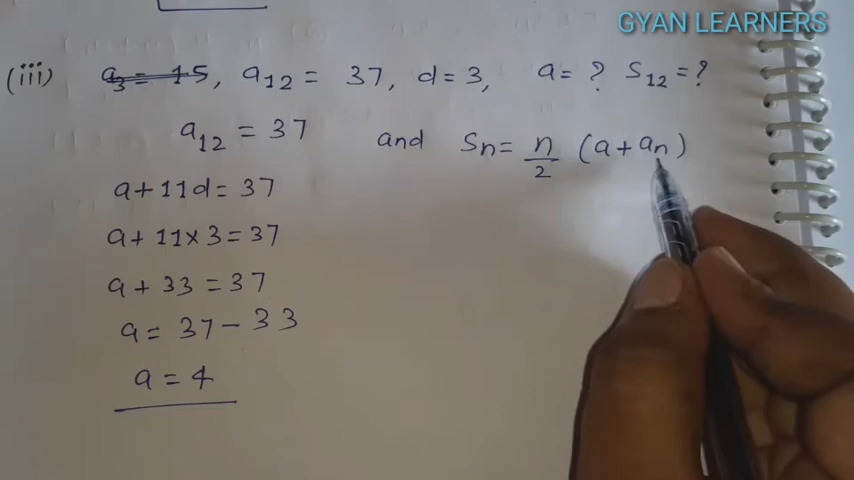 GYAN LEARNERS
(iii) a₃ = 15, a₁₂ = 37, d = 3, a = ? S₁₂ = ?
a₁₂ = 37 and Sn = n/2 (a + an)
a + 11d = 37
a + 11 × 3 = 37
a + 33 = 37
a = 37 - 33
a = 4